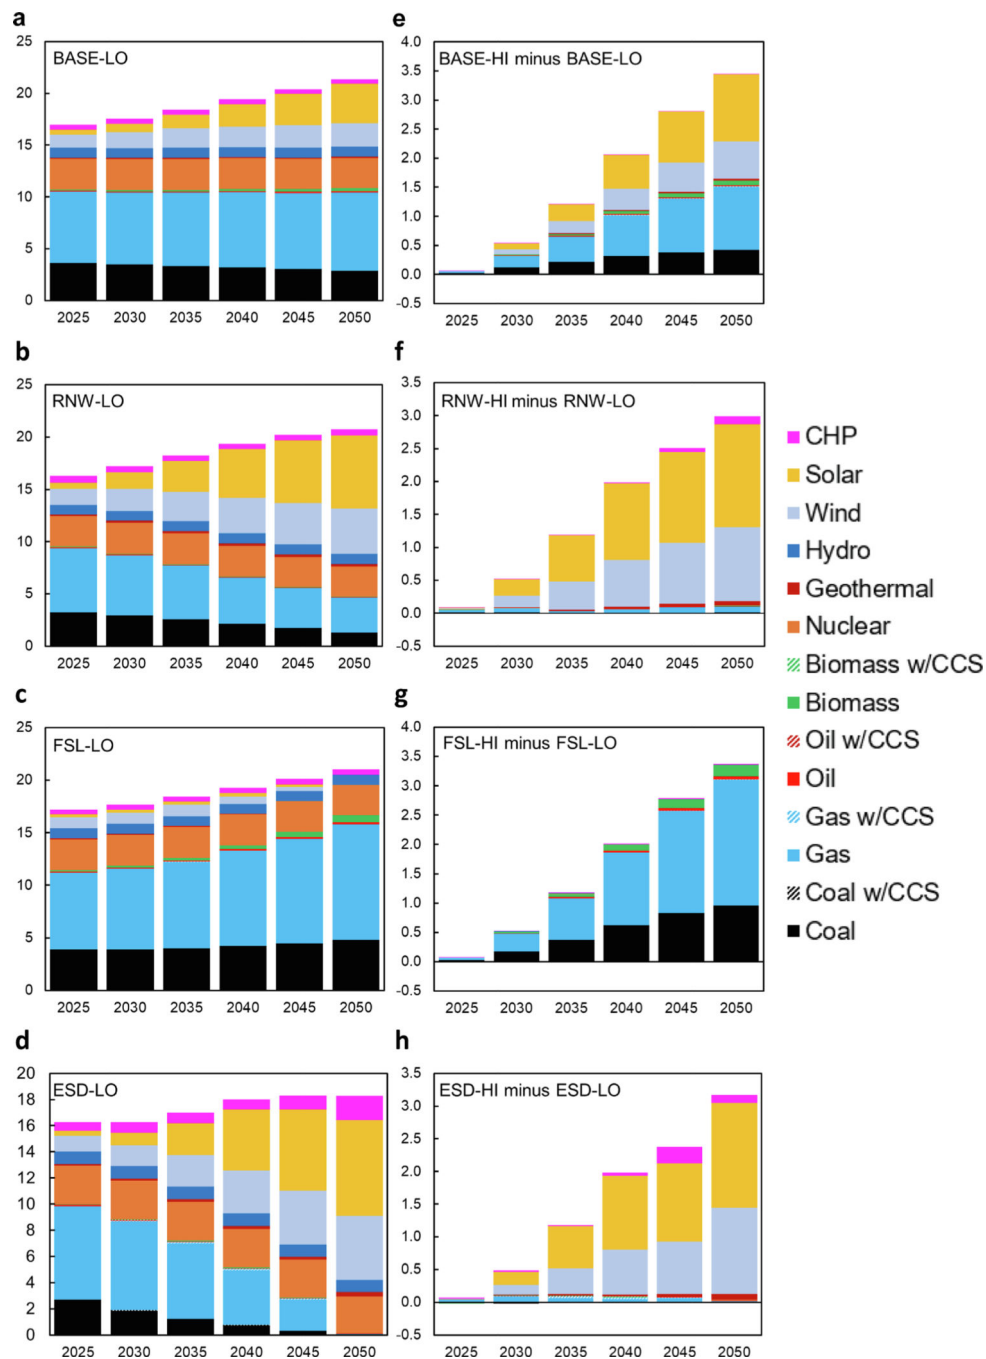 a
25
BASE-LO
20
15
10
5
0
2025 2030 2035 2040 2045 2050
e
4.0
BASE-HI minus BASE-LO
3.5
3.0
2.5
2.0
1.5
1.0
0.5
0.0
-0.5
2025 2030 2035 2040 2045 2050
b
25
RNW-LO
20
15
10
5
0
2025 2030 2035 2040 2045 2050
f
3.5
RNW-HI minus RNW-LO
3.0
2.5
2.0
1.5
1.0
0.5
0.0
-0.5
2025 2030 2035 2040 2045 2050
c
25
FSL-LO
20
15
10
5
0
2025 2030 2035 2040 2045 2050
g
4.0
FSL-HI minus FSL-LO
3.5
3.0
2.5
2.0
1.5
1.0
0.5
0.0
-0.5
2025 2030 2035 2040 2045 2050
d
20
ESD-LO
18
16
14
12
10
8
6
4
2
0
2025 2030 2035 2040 2045 2050
h
3.5
ESD-HI minus ESD-LO
3.0
2.5
2.0
1.5
1.0
0.5
0.0
-0.5
2025 2030 2035 2040 2045 2050
CHP
Solar
Wind
Hydro
Geothermal
Nuclear
Biomass w/CCS
Biomass
Oil w/CCS
Oil
Gas w/CCS
Gas
Coal w/CCS
Coal